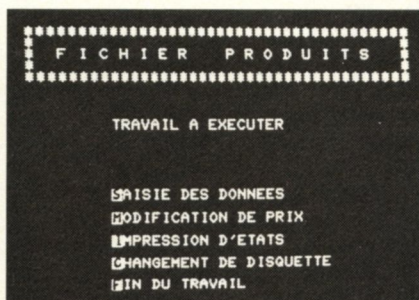 FICHIER PRODUITS
TRAVAIL A EXECUTER
SAISIE DES DONNEES
MODIFICATION DE PRIX
IMPRESSION D'ETATS
CHANGEMENT DE DISQUETTE
FIN DU TRAVAIL